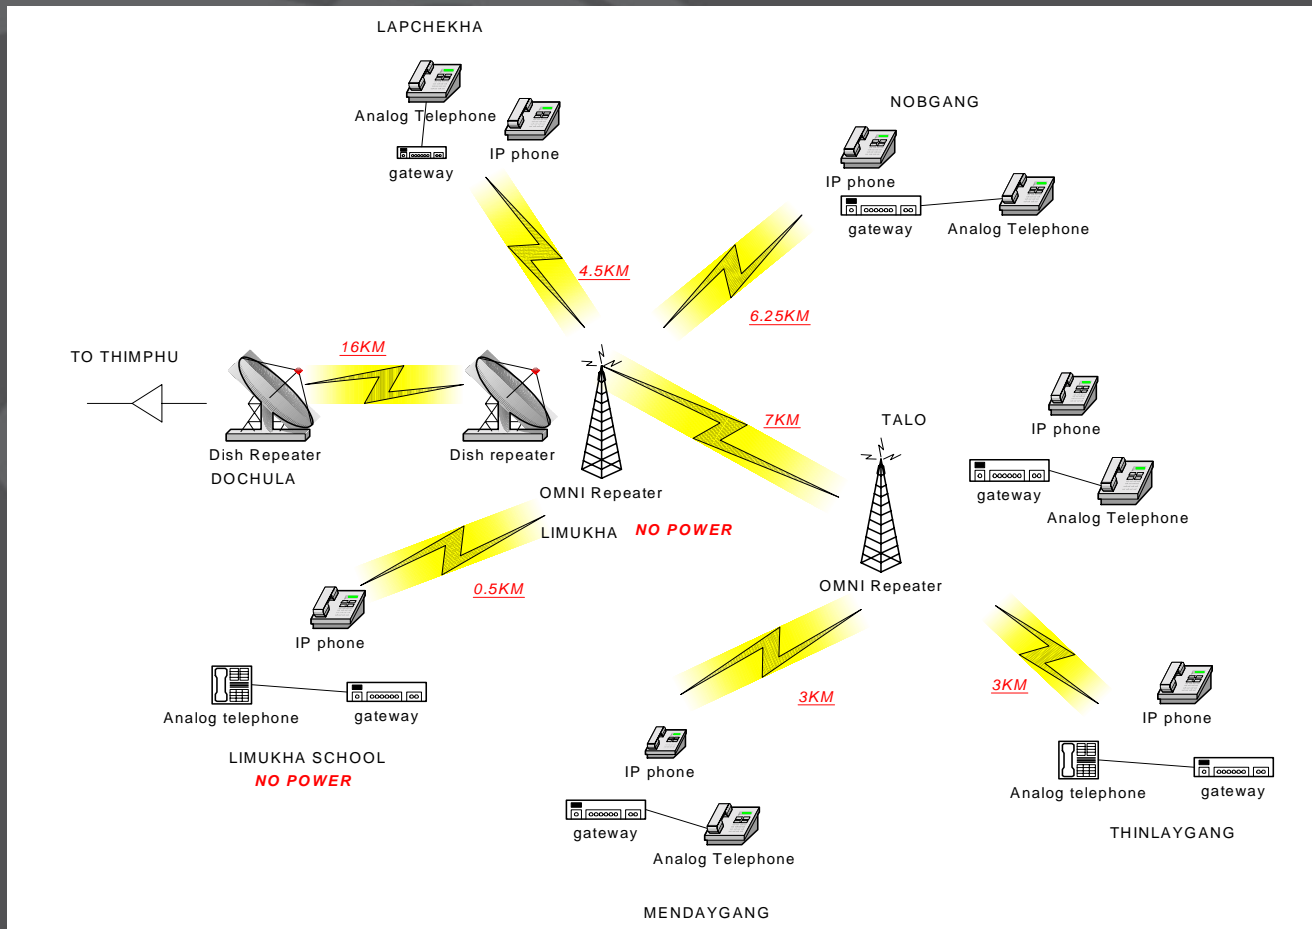 LAPCHEKHA
Analog Telephone
IP phone
gateway
NOBGANG
IP phone
gateway
Analog Telephone
4.5KM
6.25KM
TO THIMPHU
16KM
Dish Repeater
DOCHULA
Dish repeater
OMNI Repeater
LIMUKHA NO POWER
7KM
TALO
IP phone
gateway
Analog Telephone
OMNI Repeater
0.5KM
IP phone
Analog telephone
gateway
LIMUKHA SCHOOL
NO POWER
3KM
3KM
IP phone
gateway
Analog Telephone
MENDAYGANG
IP phone
Analog telephone
gateway
THINLAYGANG